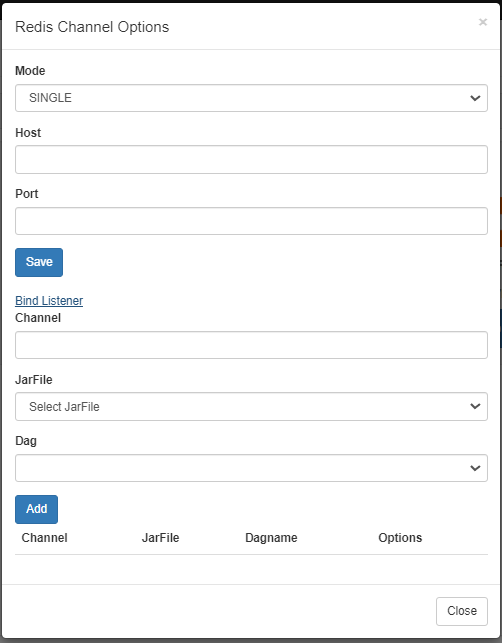 Redis Channel Options
×
Mode
SINGLE
Host
Port
Save
Bind Listener
Channel
JarFile
Select JarFile
Dag
Add
Channel JarFile Dagname Options
Close